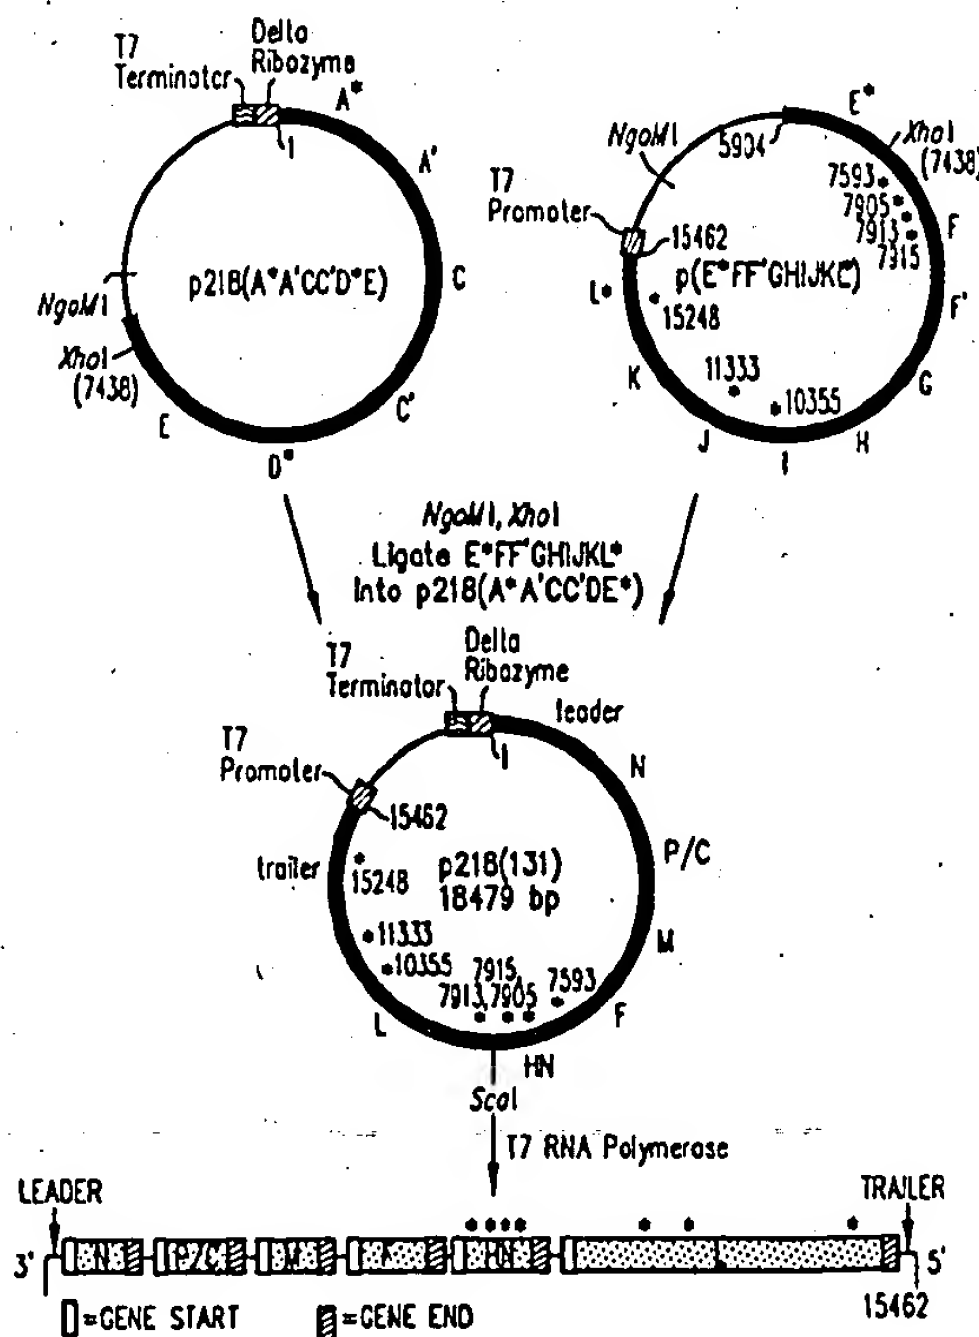 T7
Terminator
Delta
Ribozyme
1
A*
A'
C
C'
D*
E
XhoI
(7438)
NgoMI
p218(A*A'CC'D*E)
E*
XhoI
(7438)
5904
NgoMI
T7
Promoter
15462
7593*
7905*
7913*
7915
F
F'
G
H
I
J
K
L*
*15248
11333
*
*10355
NgoMI, XhoI
Ligate E*FF'GHIJKL*
Into p218(A*A'CC'DE*)
T7
Terminator
Delta
Ribozyme
leader
1
T7
Promoter
15462
N
P/C
M
F
HN
L
trailer
p218(131)
18479 bp
*
15248
*11333
*10355
7915,
7913,7905
7593
* * * *
ScaI
T7 RNA Polymerase
LEADER
TRAILER
* * * * * * *
3'
N
M
HN
5'
15462
=GENE START
=GENE END